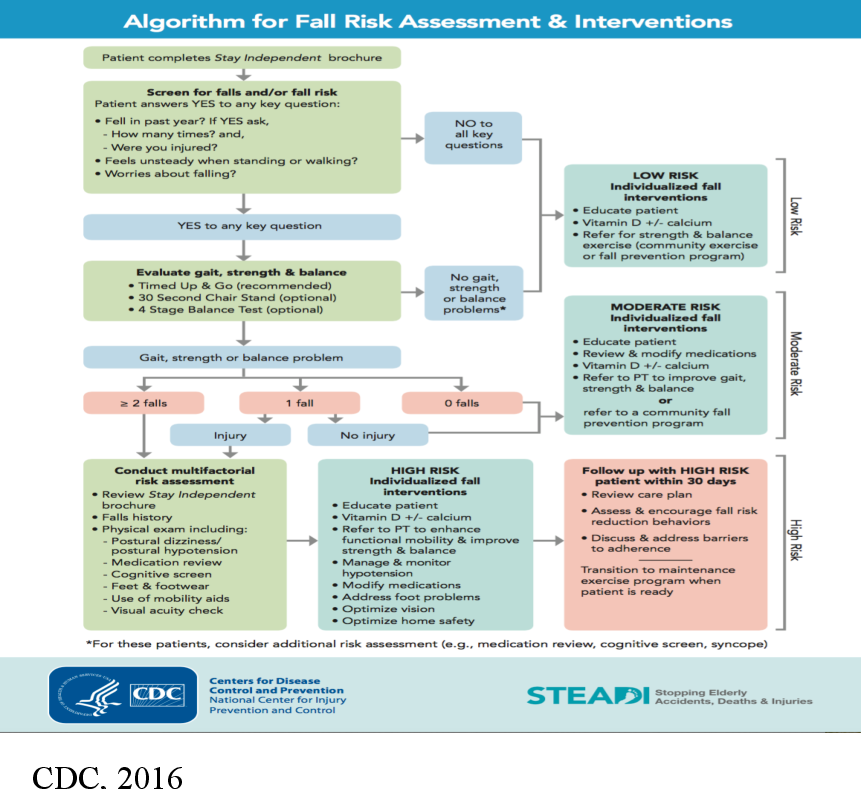 Algorithm for Fall Risk Assessment & Interventions
Patient completes Stay Independent brochure
Screen for falls and/or fall risk
Patient answers YES to any key question:
• Fell in past year? If YES ask,
- How many times? and,
- Were you injured?
• Feels unsteady when standing or walking?
• Worries about falling?
NO to
all key
questions
YES to any key question
Evaluate gait, strength & balance
• Timed Up & Go (recommended)
• 30 Second Chair Stand (optional)
• 4 Stage Balance Test (optional)
No gait,
strength
or balance
problems*
LOW RISK
Individualized fall
interventions
• Educate patient
• Vitamin D +/- calcium
• Refer for strength & balance
exercise (community exercise
or fall prevention program)
Low Risk
Gait, strength or balance problem
≥ 2 falls
1 fall
0 falls
Injury
No injury
MODERATE RISK
Individualized fall
interventions
• Educate patient
• Review & modify medications
• Vitamin D +/- calcium
• Refer to PT to improve gait,
strength & balance
or
refer to a community fall
prevention program
Moderate Risk
Conduct multifactorial
risk assessment
• Review Stay Independent
brochure
• Falls history
• Physical exam including:
- Postural dizziness/
postural hypotension
- Medication review
- Cognitive screen
- Feet & footwear
- Use of mobility aids
- Visual acuity check
HIGH RISK
Individualized fall
interventions
• Educate patient
• Vitamin D +/- calcium
• Refer to PT to enhance
functional mobility & improve
strength & balance
• Manage & monitor
hypotension
• Modify medications
• Address foot problems
• Optimize vision
• Optimize home safety
Follow up with HIGH RISK
patient within 30 days
• Review care plan
• Assess & encourage fall risk
reduction behaviors
• Discuss & address barriers
to adherence
Transition to maintenance
exercise program when
patient is ready
High Risk
*For these patients, consider additional risk assessment (e.g., medication review, cognitive screen, syncope)
CDC
Centers for Disease
Control and Prevention
National Center for Injury
Prevention and Control
STEADI
Stopping Elderly
Accidents, Deaths & Injuries
CDC, 2016